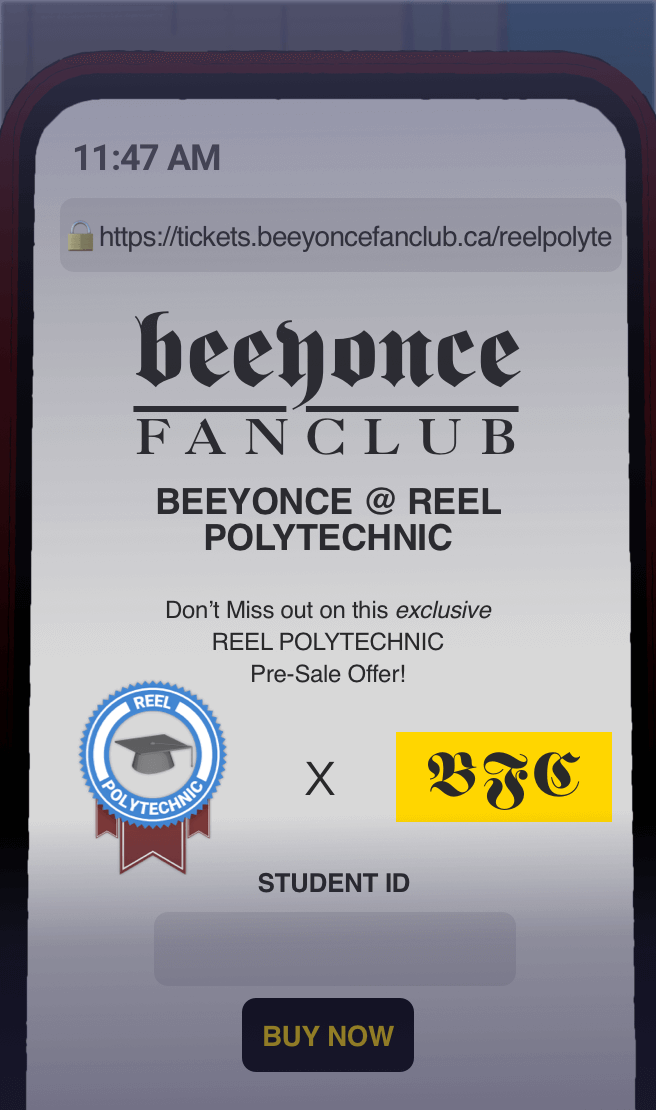 11:47 AM
https://tickets.beeyoncefanclub.ca/reelpolyte
beeyonce
FANCLUB
BEEYONCE @ REEL
POLYTECHNIC
Don’t Miss out on this exclusive
REEL POLYTECHNIC
Pre-Sale Offer!
REEL
POLYTECHNIC
X
BFC
STUDENT ID
BUY NOW